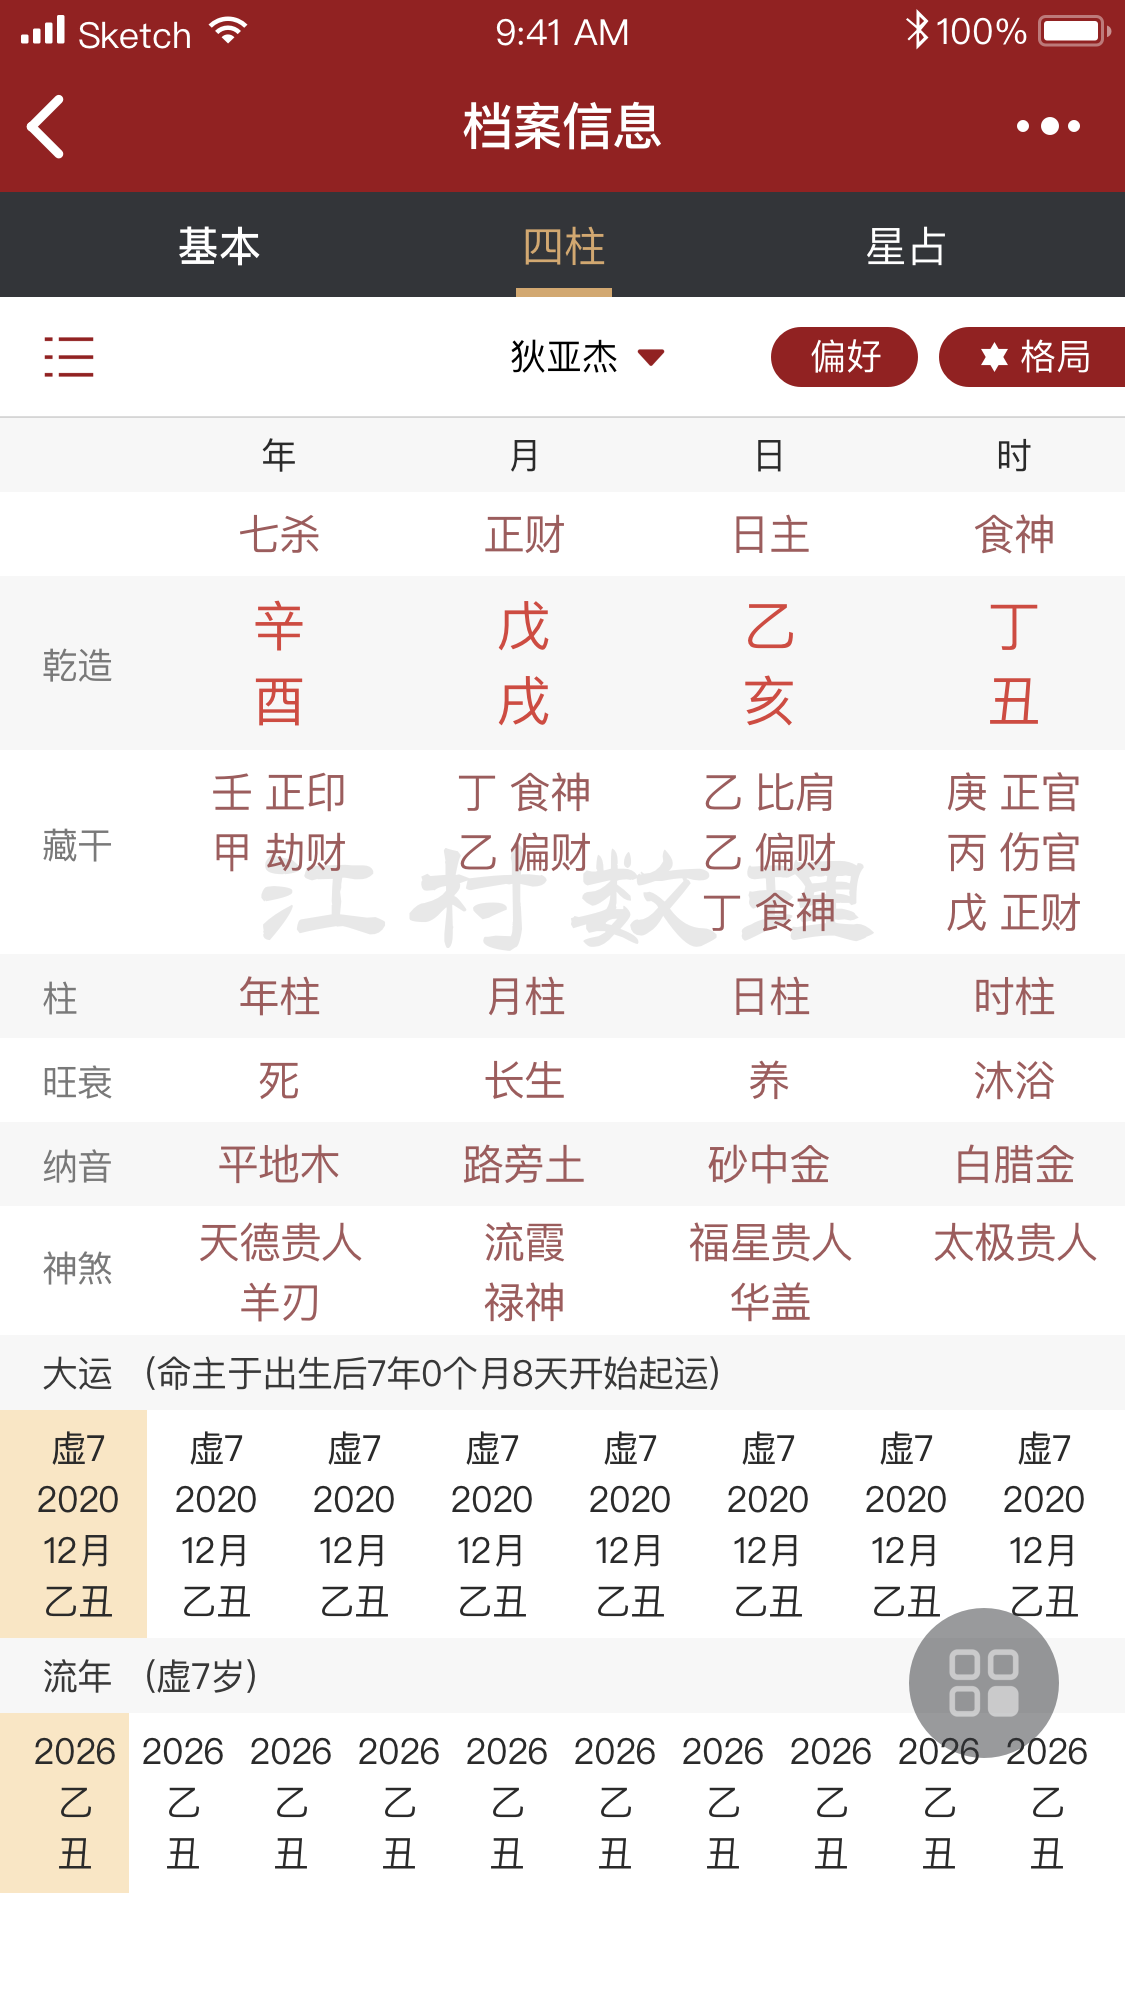 Sketch 9:41 AM 100%
档案信息
基本 四柱 星占
狄亚杰 偏好 格局
年 月 日 时
七杀 正财 日主 食神
乾造
辛 戊 乙 丁
酉 戌 亥 丑
藏干
壬 正印 丁 食神 乙 比肩 庚 正官
甲 劫财 乙 偏财 乙 偏财 丙 伤官
丁 食神 戊 正财
江村数理
柱 年柱 月柱 日柱 时柱
旺衰 死 长生 养 沐浴
纳音 平地木 路旁土 砂中金 白腊金
神煞
天德贵人 流霞 福星贵人 太极贵人
羊刃 禄神 华盖
大运 (命主于出生后7年0个月8天开始起运)
虚7 虚7 虚7 虚7 虚7 虚7 虚7 虚7
2020 2020 2020 2020 2020 2020 2020 2020
12月 12月 12月 12月 12月 12月 12月 12月
乙丑 乙丑 乙丑 乙丑 乙丑 乙丑 乙丑 乙丑
流年 (虚7岁)
2026 2026 2026 2026 2026 2026 2026 2026 2026 2026
乙 乙 乙 乙 乙 乙 乙 乙 乙 乙
丑 丑 丑 丑 丑 丑 丑 丑 丑 丑